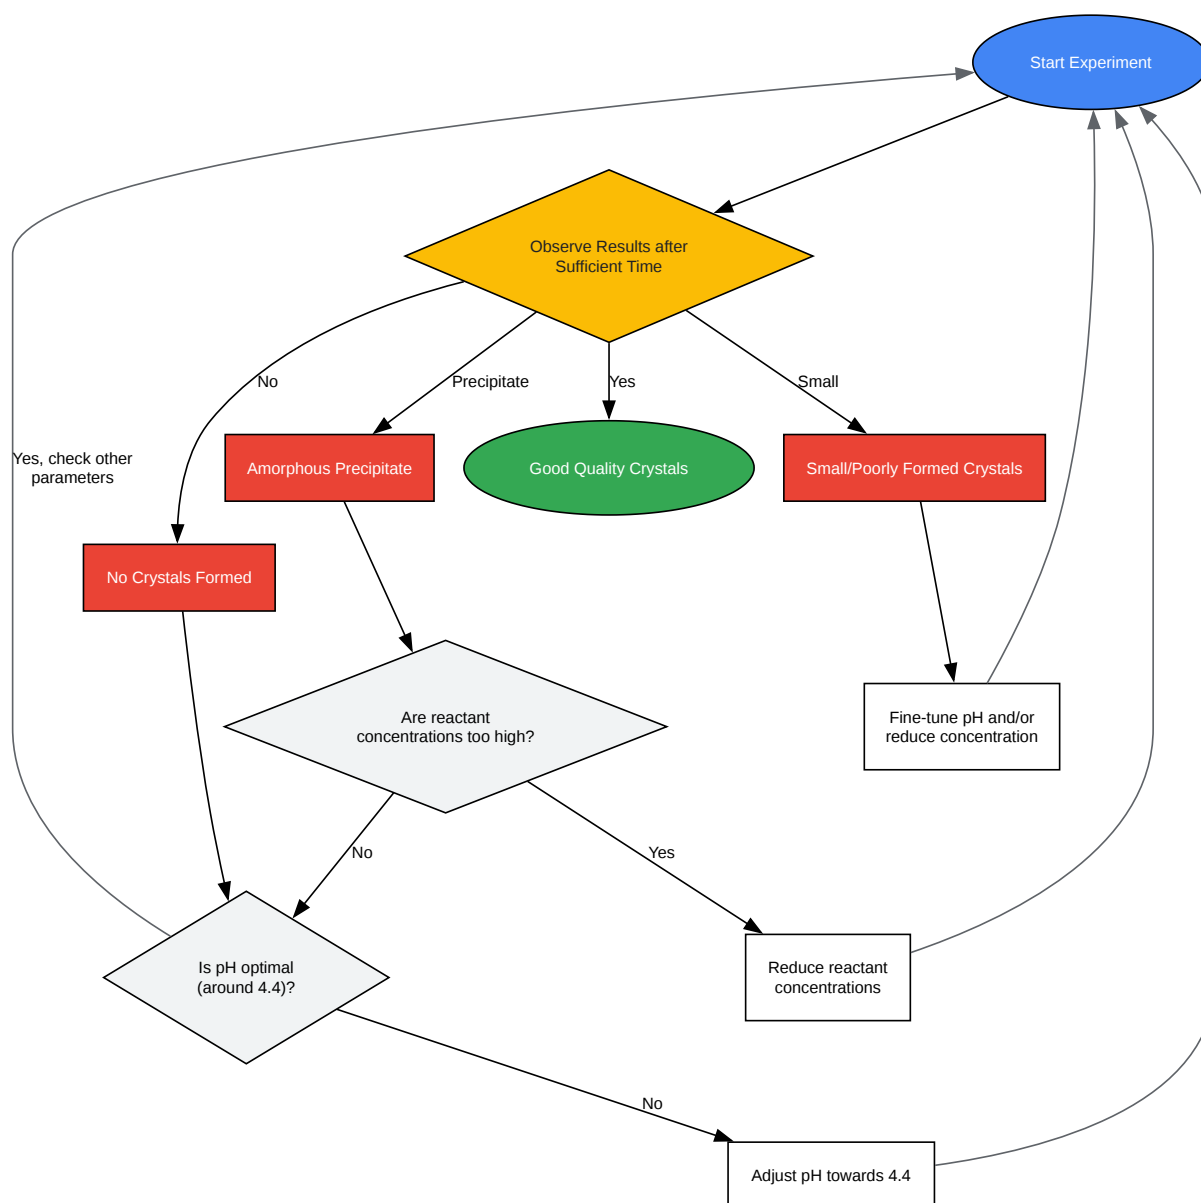 Start Experiment
Observe Results after
Sufficient Time
No
Precipitate
Yes
Small
Yes, check other
parameters
Amorphous Precipitate
Good Quality Crystals
Small/Poorly Formed Crystals
No Crystals Formed
Are reactant
concentrations too high?
Fine-tune pH and/or
reduce concentration
No
Yes
Is pH optimal
(around 4.4)?
Reduce reactant
concentrations
No
Adjust pH towards 4.4